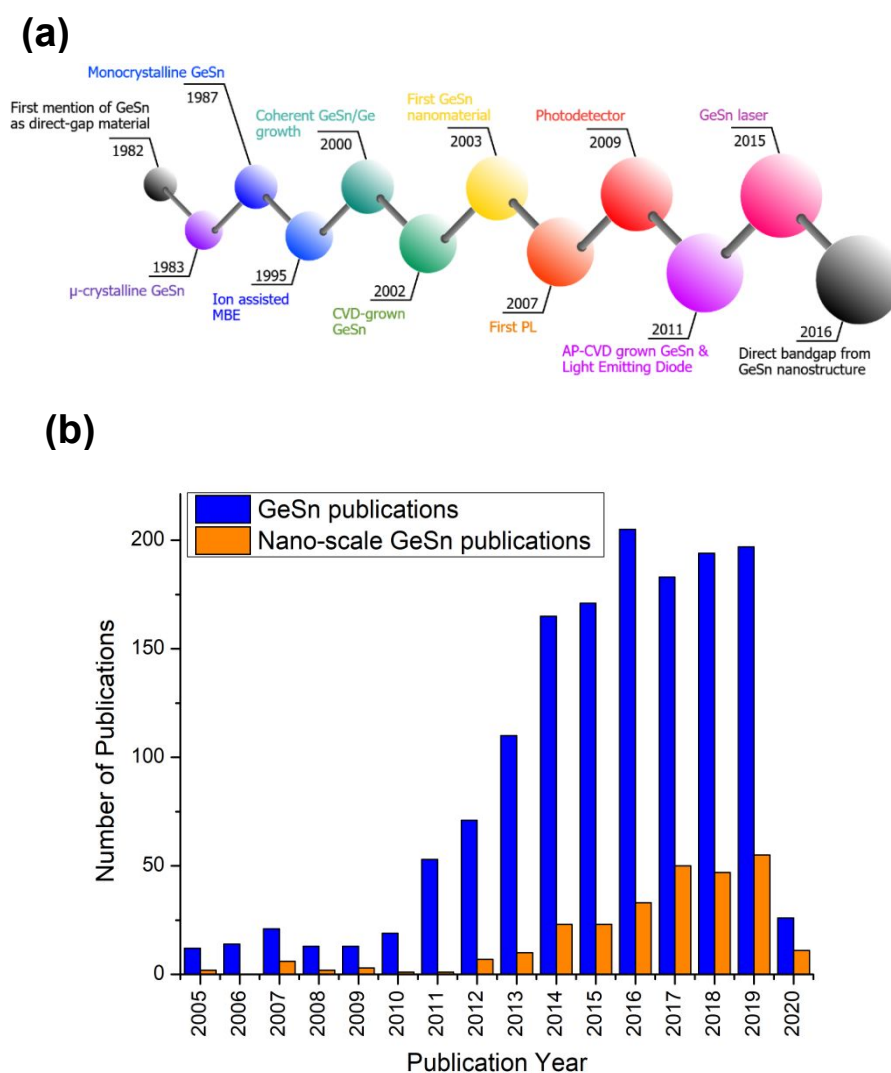 (a)
First mention of GeSn
as direct-gap material
1982
μ-crystalline GeSn
1983
Monocrystalline GeSn
1987
Ion assisted
MBE
1995
Coherent GeSn/Ge
growth
2000
CVD-grown
GeSn
2002
First GeSn
nanomaterial
2003
First PL
2007
Photodetector
2009
AP-CVD grown GeSn &
Light Emitting Diode
2011
GeSn laser
2015
Direct bandgap from
GeSn nanostructure
2016
(b)
GeSn publications
Nano-scale GeSn publications
Number of Publications
200
150
100
50
0
2005
2006
2007
2008
2009
2010
2011
2012
2013
2014
2015
2016
2017
2018
2019
2020
Publication Year